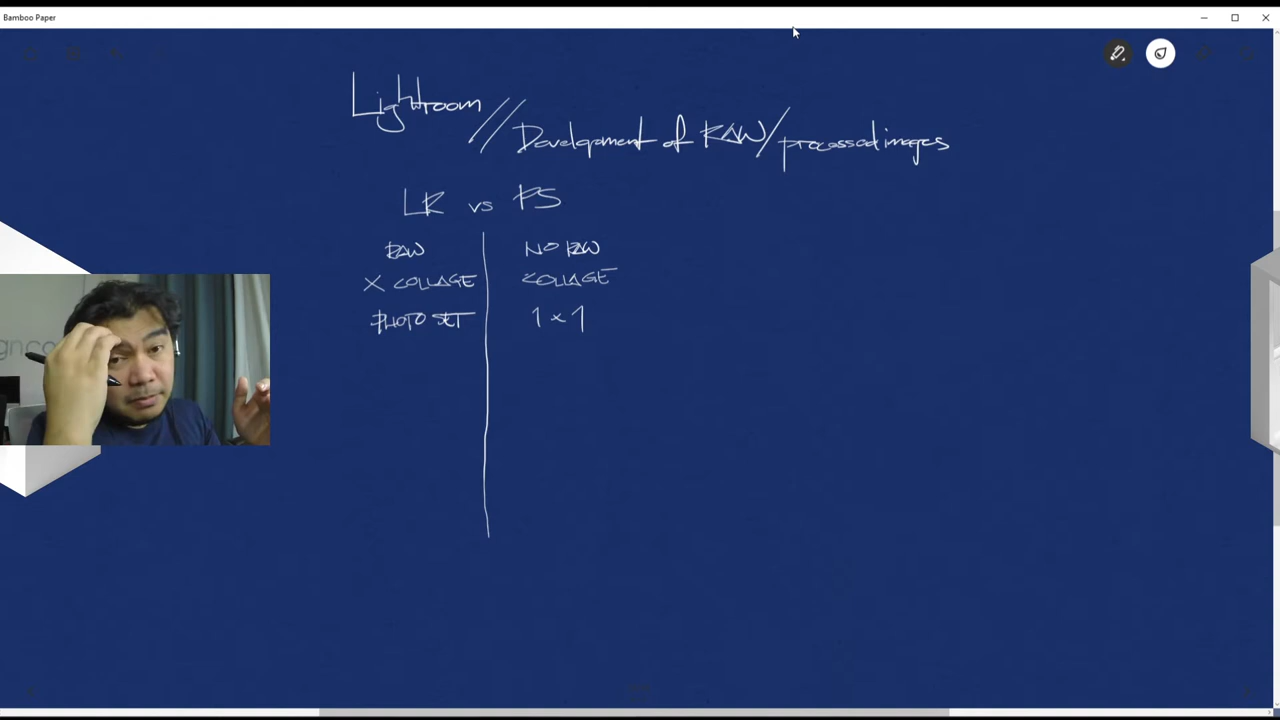 Bamboo Paper
Lightroom // Development of RAW/processed images
LR vs PS
RAW NO RAW
X COLLAGE COLLAGE
PHOTO SET 1 x 1